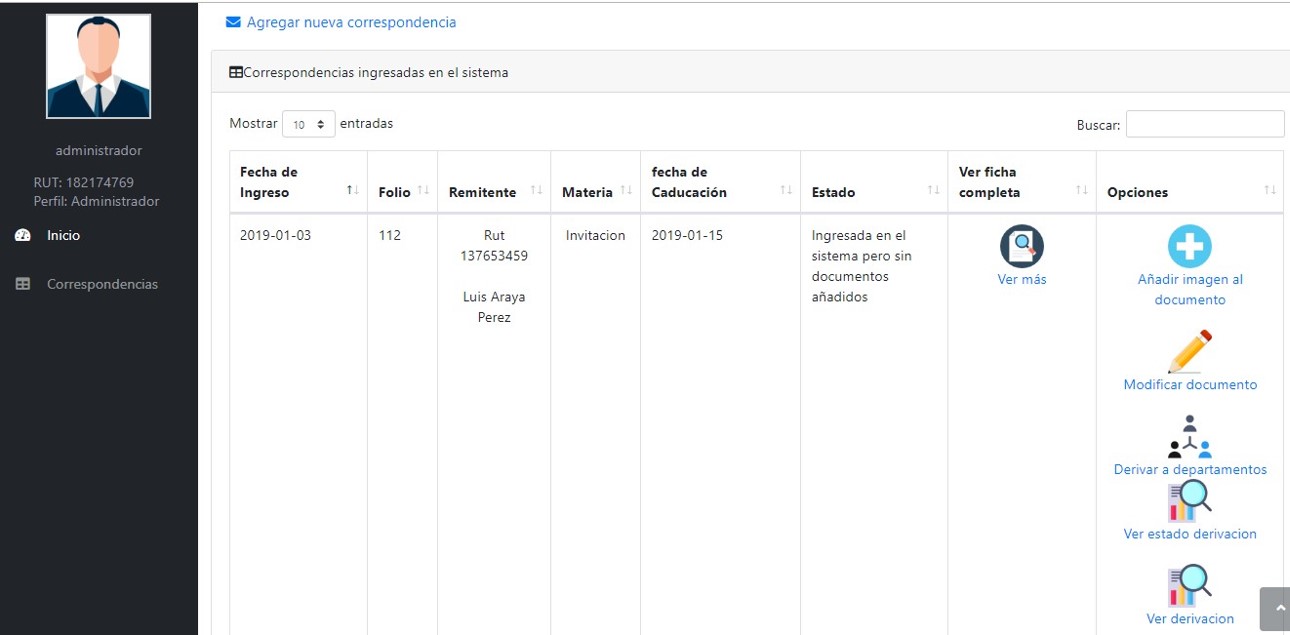 Agregar nueva correspondencia
Correspondencias ingresadas en el sistema
administrador
RUT: 182174769
Perfil: Administrador
Inicio
Correspondencias
Mostrar 10 entradas
Buscar:
Fecha de
Ingreso
Folio
Remitente
Materia
fecha de
Caducación
Estado
Ver ficha
completa
Opciones
2019-01-03
112
Rut
137653459
Luis Araya
Perez
Invitacion
2019-01-15
Ingresada en el
sistema pero sin
documentos
añadidos
Ver más
Añadir imagen al
documento
Modificar documento
Derivar a departamentos
Ver estado derivacion
Ver derivacion